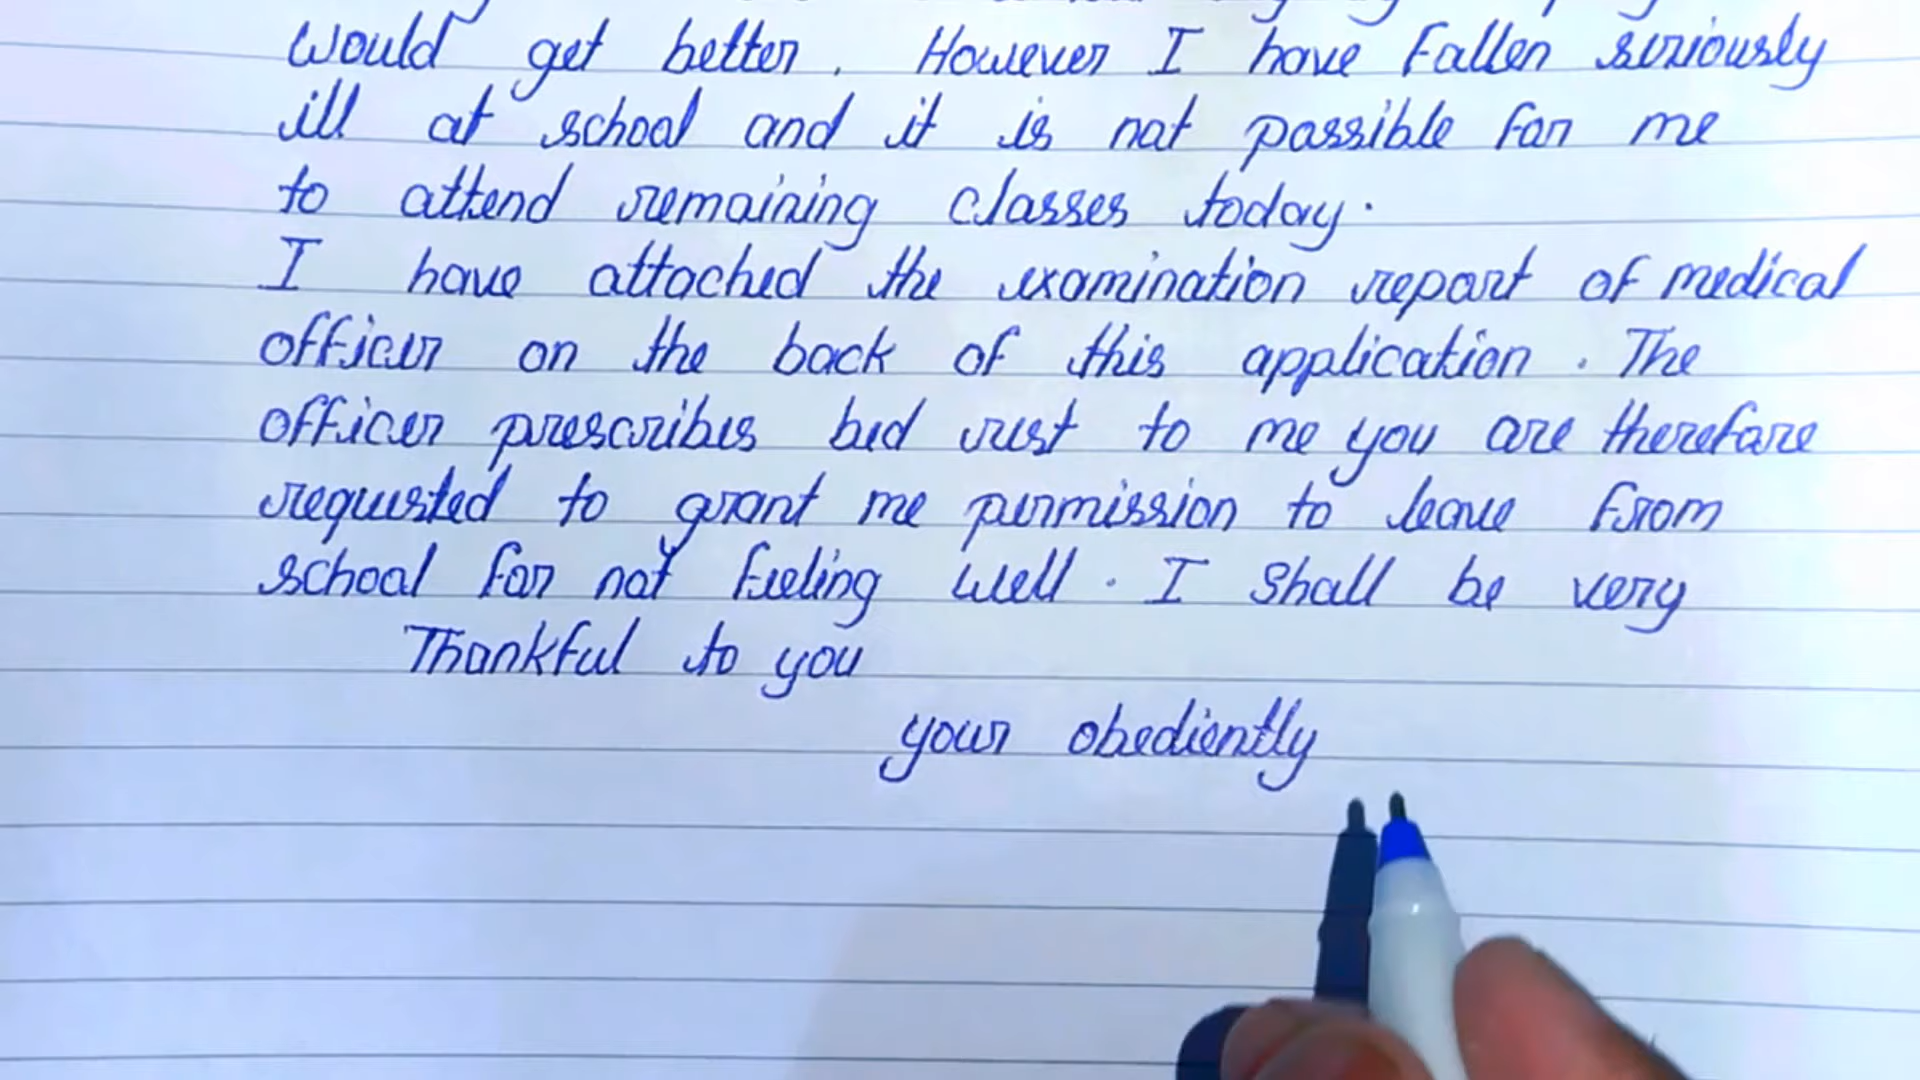 would get better. However I have Fallen seriously
ill at school and it is not possible for me
to attend remaining classes today.
I have attached the examination report of medical
officer on the back of this application. The
officer prescribes bed rest to me you are therefore
requested to grant me permission to leave from
school for not feeling well. I shall be very
Thankful to you
your obediently